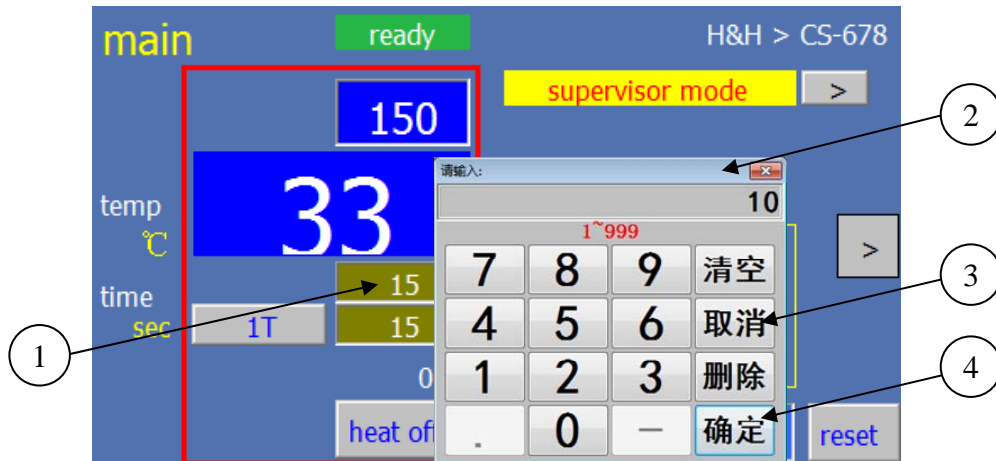 main
ready
H&H > CS-678
supervisor mode
>
150
2
请输入:
10
temp
℃
33
1~999
>
7 8 9 清空
time
sec
15
3
1T
15
4 5 6 取消
1
0
1 2 3 删除
4
heat off
. 0 - 确定
reset